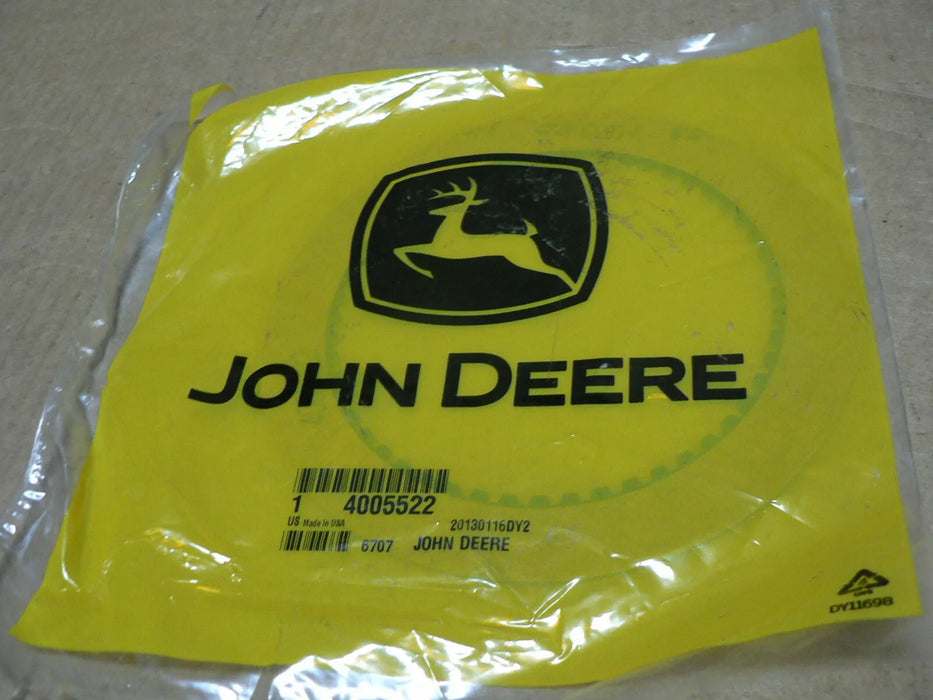 JOHN DEERE
1 4005522
US Made in USA 20130116DY2
6707 JOHN DEERE
DY11698